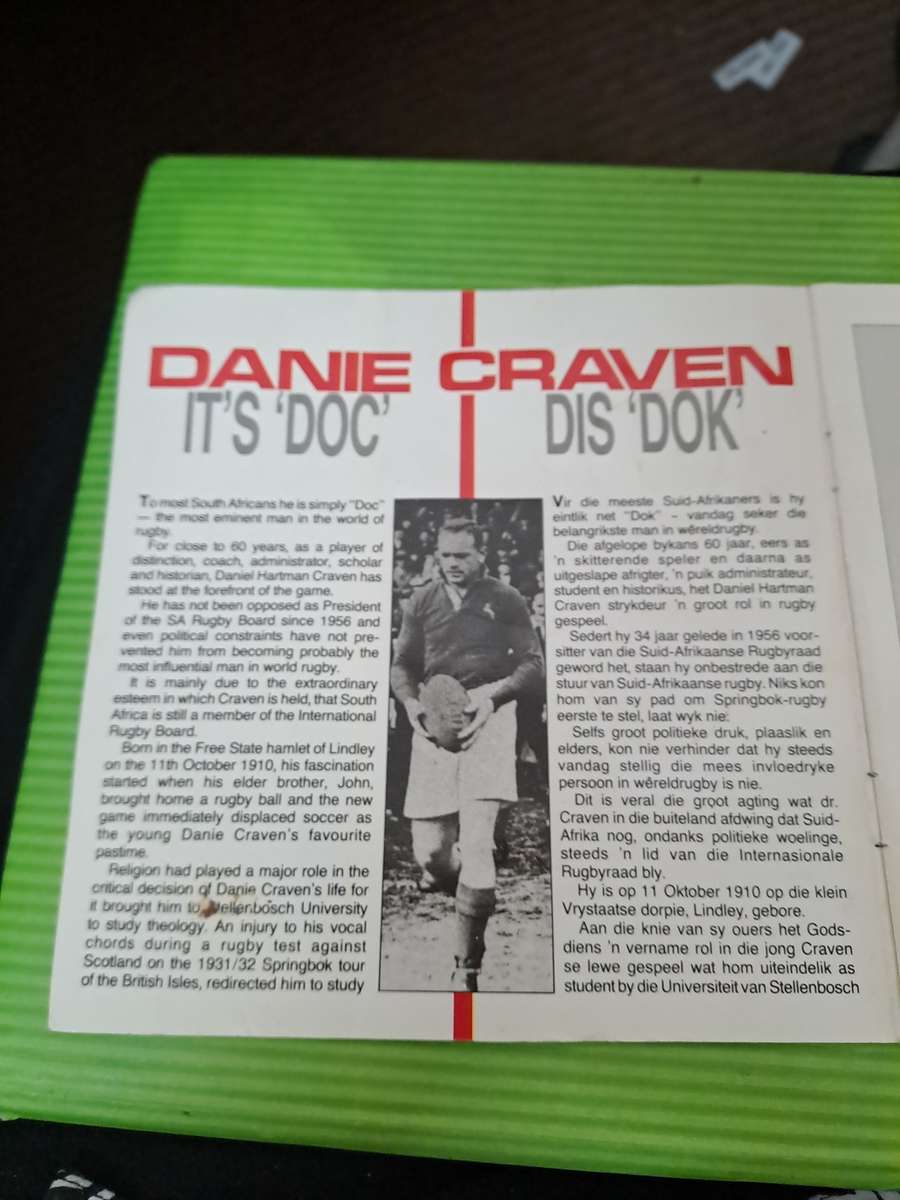 DANIE CRAVEN
IT'S 'DOC'
DIS 'DOK'
To most South Africans he is simply "Doc"
— the most eminent man in the world of
rugby.
For close to 60 years, as a player of
distinction, coach, administrator, scholar
and historian, Daniel Hartman Craven has
stood at the forefront of the game.
He has not been opposed as President
of the SA Rugby Board since 1956 and
even political constraints have not pre-
vented him from becoming probably the
most influential man in world rugby.
It is mainly due to the extraordinary
esteem in which Craven is held, that South
Africa is still a member of the International
Rugby Board.
Born in the Free State hamlet of Lindley
on the 11th October 1910, his fascination
started when his elder brother, John,
brought home a rugby ball and the new
game immediately displaced soccer as
the young Danie Craven's favourite
pastime.
Religion had played a major role in the
critical decision of Danie Craven's life for
it brought him to Stellenbosch University
to study theology. An injury to his vocal
chords during a rugby test against
Scotland on the 1931/32 Springbok tour
of the British Isles, redirected him to study
Vir die meeste Suid-Afrikaners is hy
eintlik net "Dok" - vandag seker die
belangrikste man in wêreldrugby.
Die afgelope bykans 60 jaar, eers as
'n skitterende speler en daarna as
uitgeslape afrigter, 'n puik administrateur,
student en historikus, het Daniel Hartman
Craven strykdeur 'n groot rol in rugby
gespeel.
Sedert hy 34 jaar gelede in 1956 voor-
sitter van die Suid-Afrikaanse Rugbyraad
geword het, staan hy onbestrede aan die
stuur van Suid-Afrikaanse rugby. Niks kon
hom van sy pad om Springbok-rugby
eerste te stel, laat wyk nie:
Selfs groot politieke druk, plaaslik en
elders, kon nie verhinder dat hy steeds
vandag stellig die mees invloedryke
persoon in wêreldrugby is nie.
Dit is veral die groot agting wat dr.
Craven in die buiteland afdwing dat Suid-
Afrika nog, ondanks politieke woelinge,
steeds 'n lid van die Internasionale
Rugbyraad bly.
Hy is op 11 Oktober 1910 op die klein
Vrystaatse dorpie, Lindley, gebore.
Aan die knie van sy ouers het Gods-
diens 'n vername rol in die jong Craven
se lewe gespeel wat hom uiteindelik as
student by die Universiteit van Stellenbosch